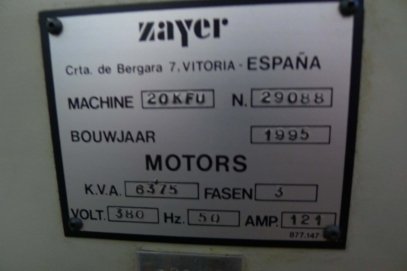 zayer
Crta. de Bergara 7, VITORIA - ESPAÑA
MACHINE 20KFU N. 29088
BOUWJAAR 1995
MOTORS
K.V.A. 63'75 FASEN 3
VOLT. 380 Hz. 50 AMP. 121
877.147